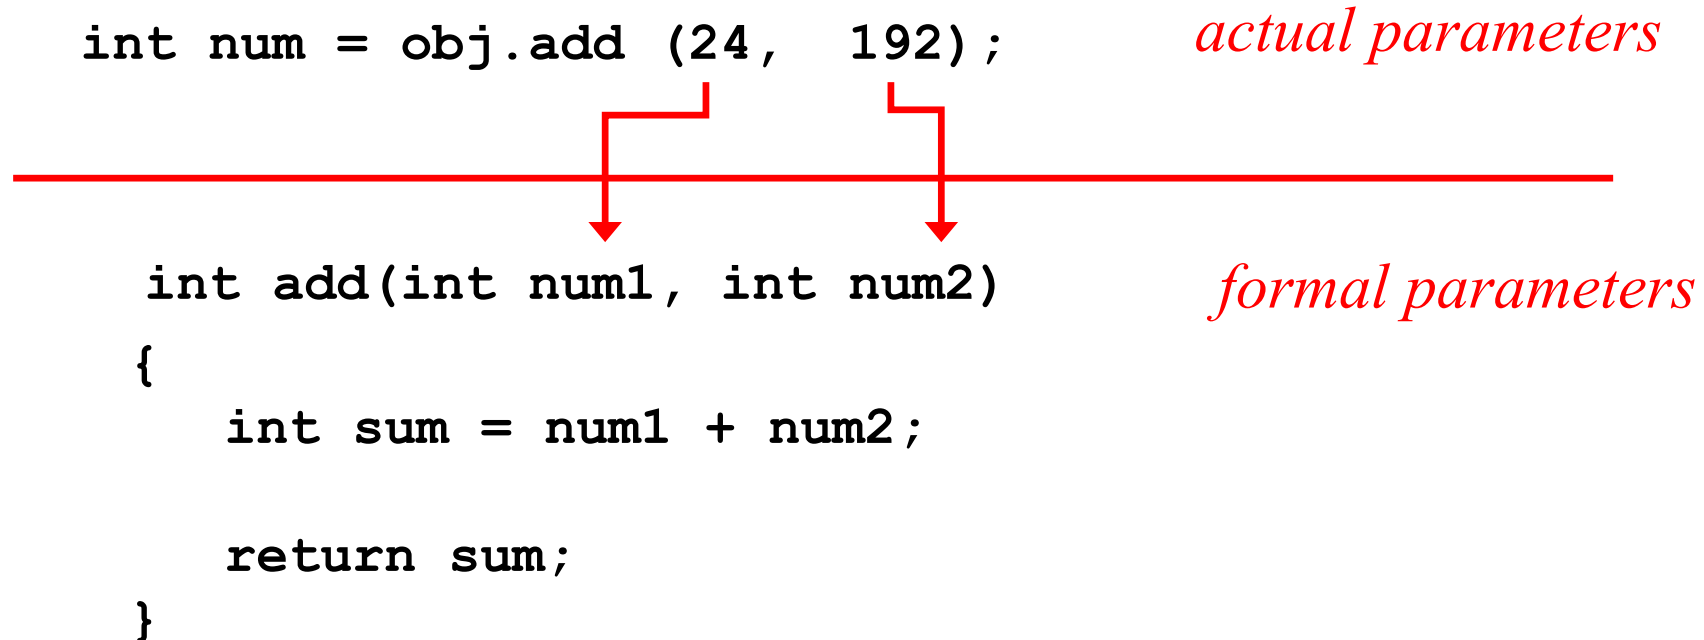 int num = obj.add (24,  192);
actual parameters
int add(int num1, int num2)
formal parameters
{
int sum = num1 + num2;
return sum;
}